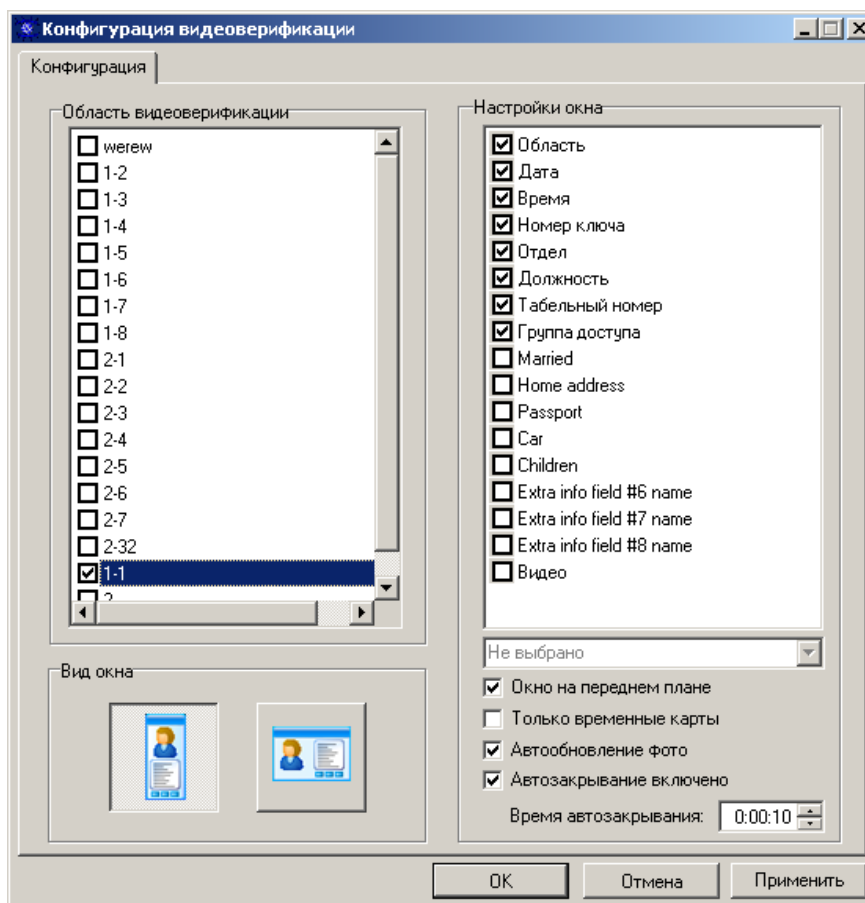 Конфигурация видеоверификации
Конфигурация
Область видеоверификации
werew
1-2
1-3
1-4
1-5
1-6
1-7
1-8
2-1
2-2
2-3
2-4
2-5
2-6
2-7
2-32
1-1
2
Вид окна
Настройки окна
Область
Дата
Время
Номер ключа
Отдел
Должность
Табельный номер
Группа доступа
Married
Home address
Passport
Car
Children
Extra info field #6 name
Extra info field #7 name
Extra info field #8 name
Видео
Не выбрано
Окно на переднем плане
Только временные карты
Автообновление фото
Автозакрывание включено
Время автозакрывания: 0:00:10
OK Отмена Применить